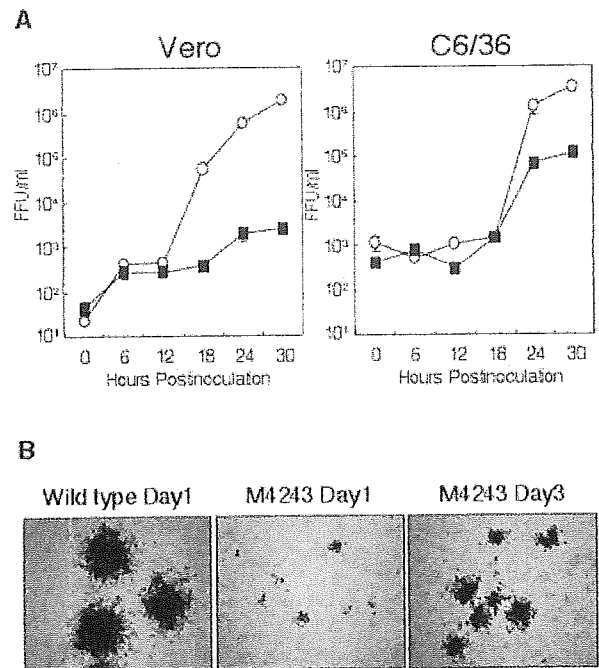 A
Vero
C6/36
10⁷
10⁶
10⁵
10⁴
10³
10²
10¹
FFU/ml
0 6 12 18 24 30
Hours Postinoculation
10⁷
10⁶
10⁵
10⁴
10³
10²
10¹
FFU/ml
0 6 12 18 24 30
Hours Postinoculation
B
Wild type Day1
M4243 Day1
M4243 Day3